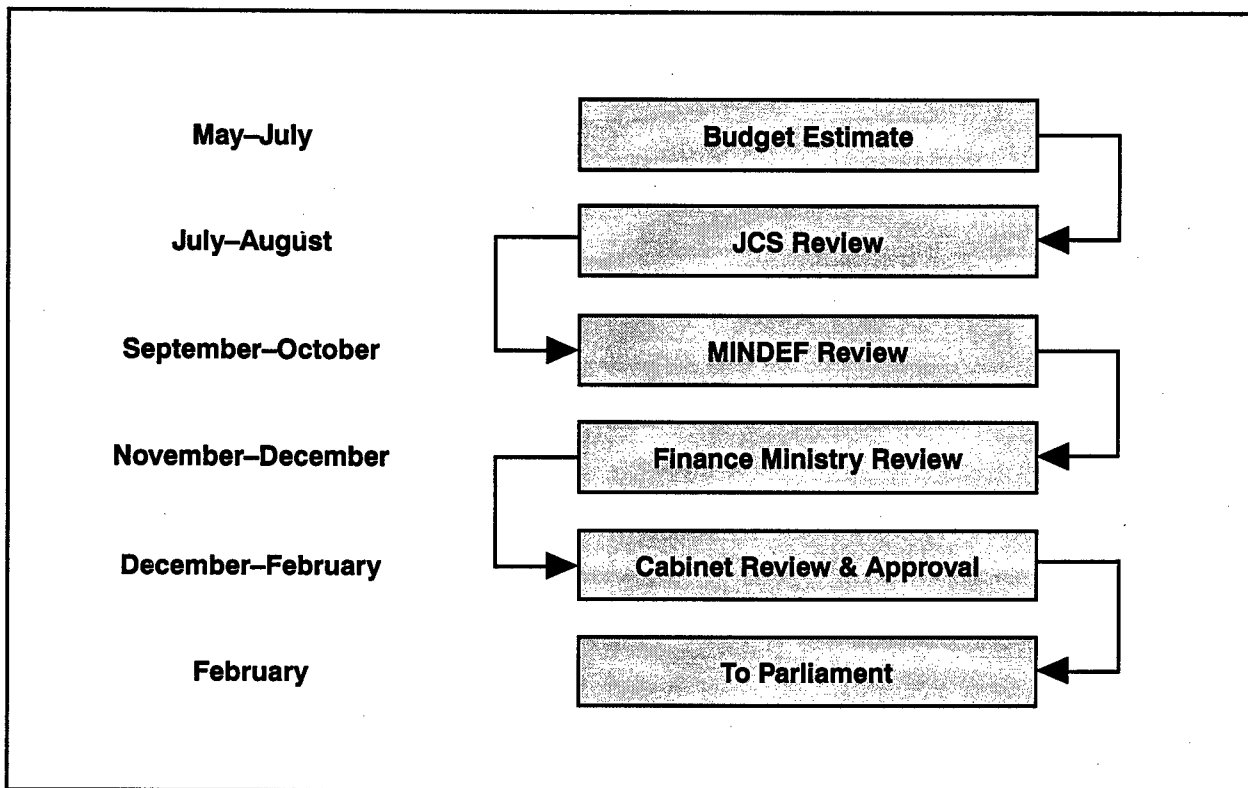 May–July
Budget Estimate
July–August
JCS Review
September–October
MINDEF Review
November–December
Finance Ministry Review
December–February
Cabinet Review & Approval
February
To Parliament